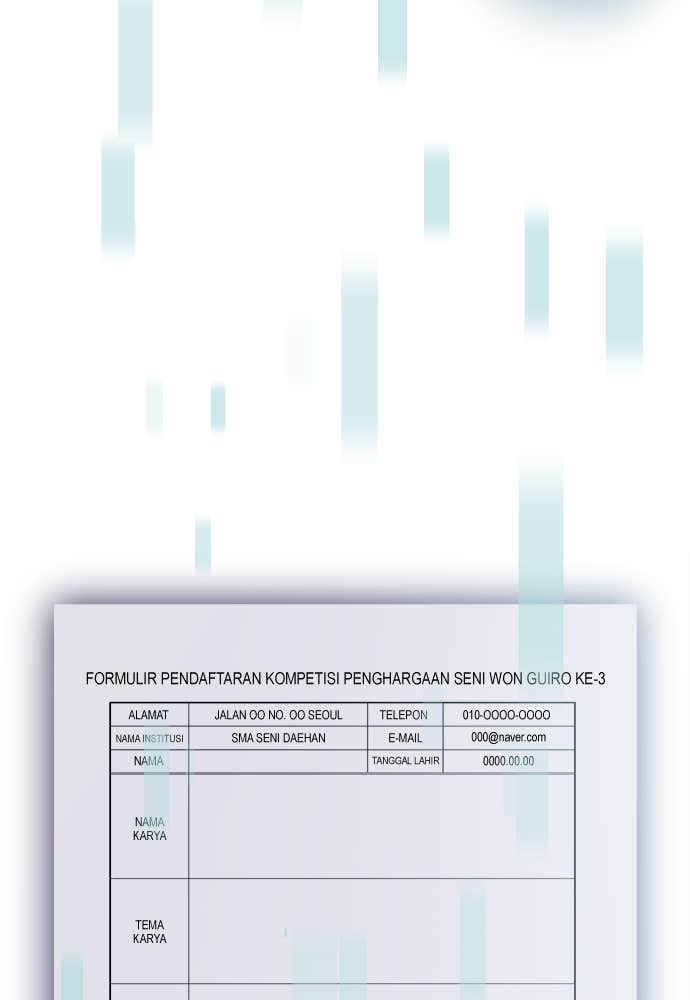 FORMULIR PENDAFTARAN KOMPETISI PENGHARGAAN SENI WON GUIRO KE-3
ALAMAT JALAN OO NO. OO SEOUL TELEPON 010-OOOO-OOOO
NAMA INSTITUSI SMA SENI DAEHAN E-MAIL 000@naver.com
NAMA TANGGAL LAHIR 0000.00.00
NAMA
KARYA
TEMA
KARYA